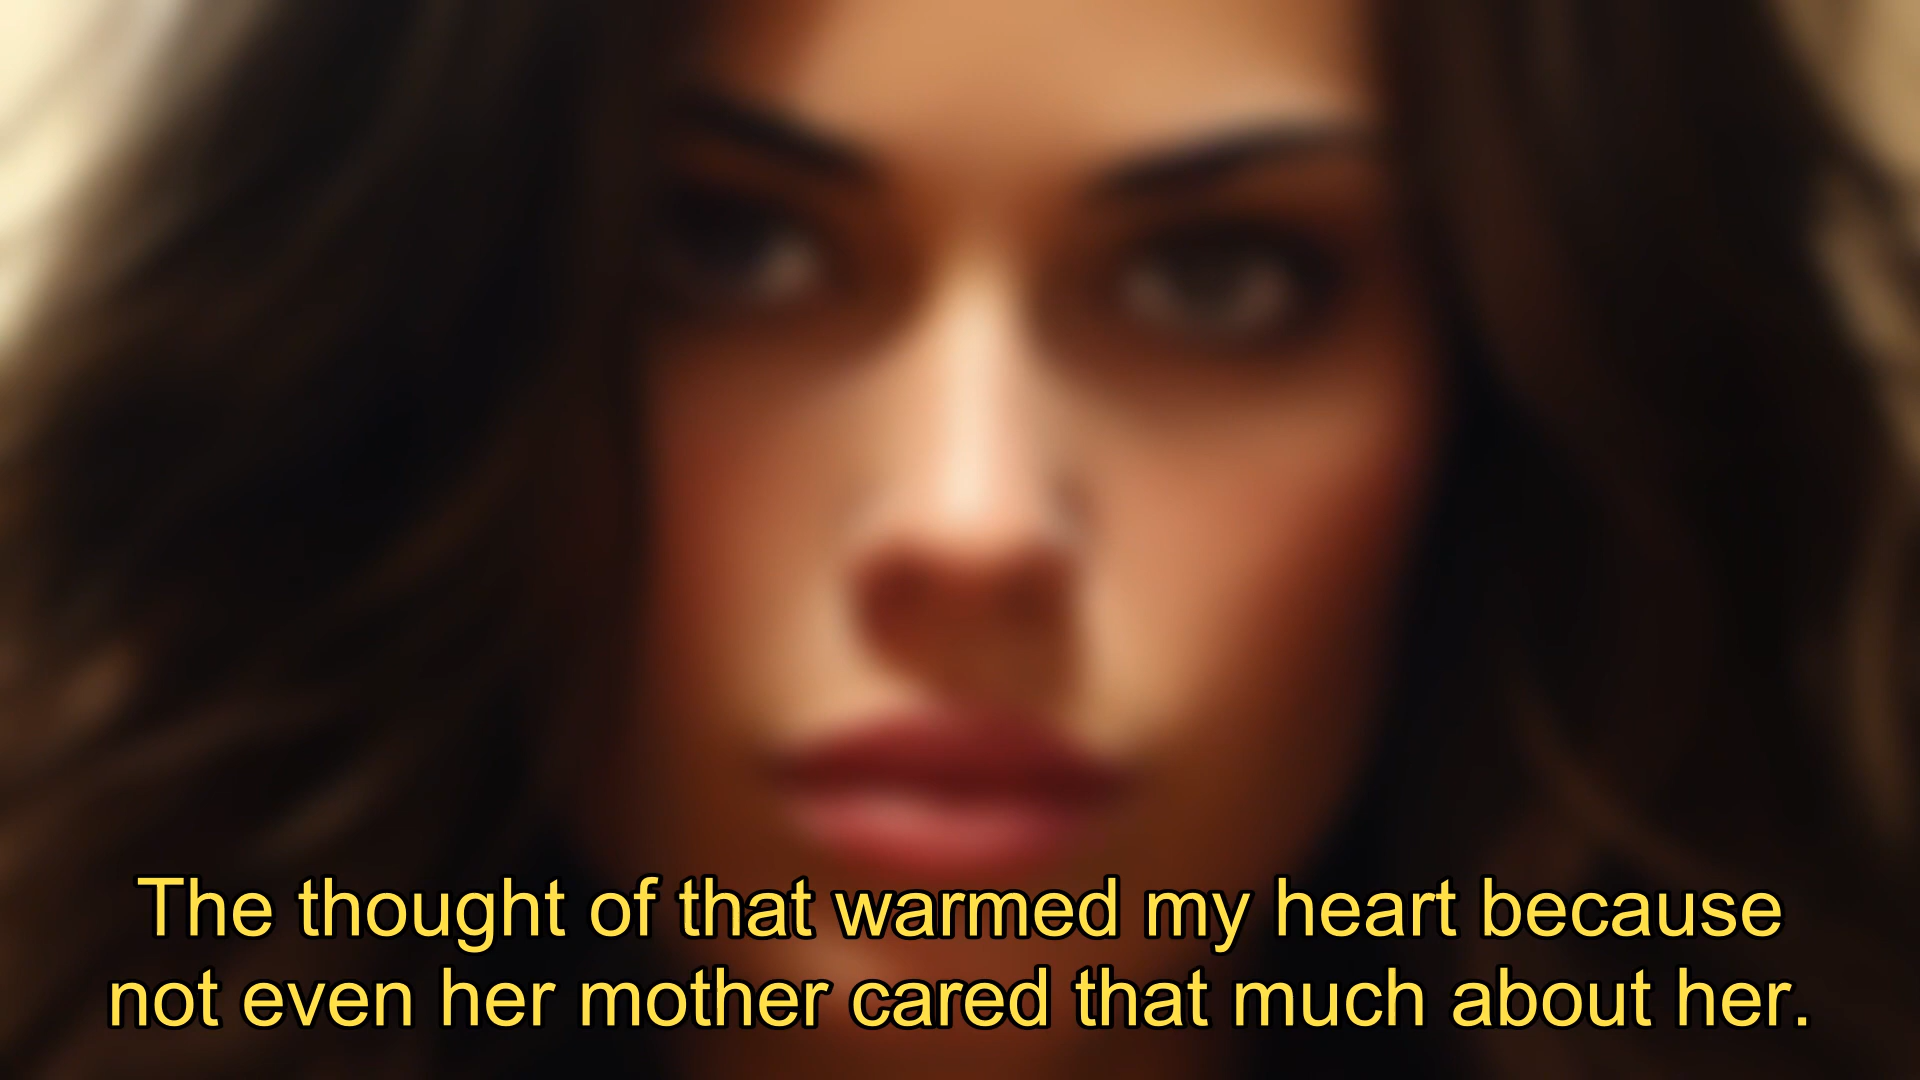 The thought of that warmed my heart because
not even her mother cared that much about her.